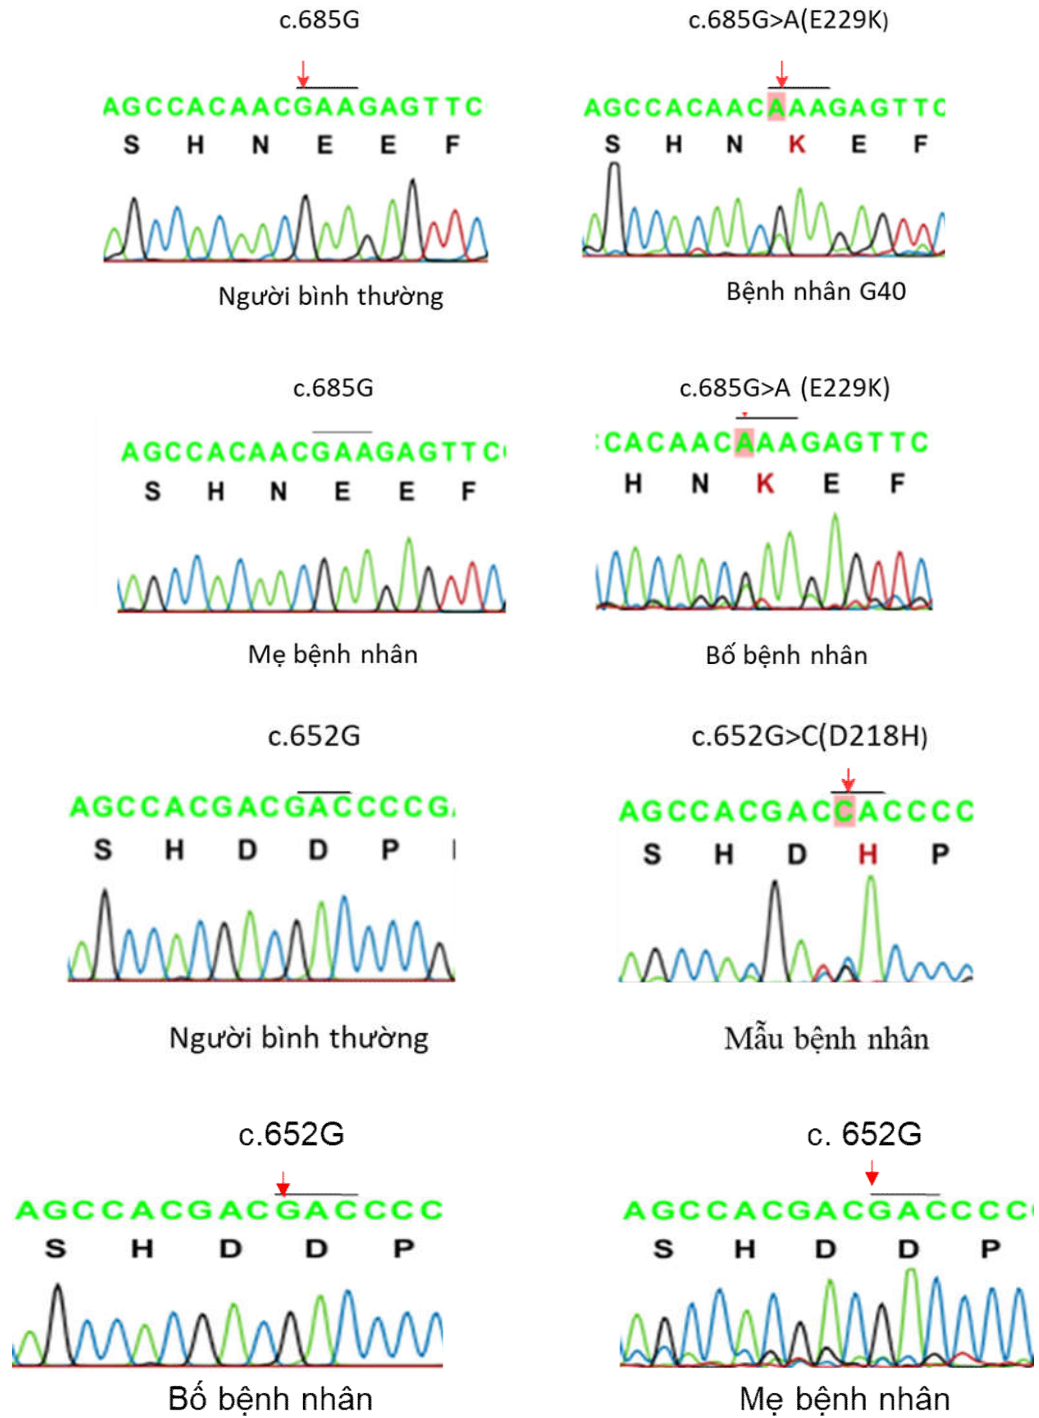 c.685G
c.685G>A(E229K)
AGCCACAACGAAGAGTTC
AGCCACAACAAAGAGTTC
S H N E E F
S H N K E F
Người bình thường
Bệnh nhân G40
c.685G
c.685G>A (E229K)
AGCCACAACGAAGAGTTC
CCACAACAAAGAGTTC
S H N E E F
H N K E F
Mẹ bệnh nhân
Bố bệnh nhân
c.652G
c.652G>C(D218H)
AGCCACGACGACCCCG
AGCCACGACCACCCC
S H D D P
S H D H P
Người bình thường
Mẫu bệnh nhân
c.652G
c. 652G
AGCCACGACGACCCC
AGCCACGACGACCCC
S H D D P
S H D D P
Bố bệnh nhân
Mẹ bệnh nhân